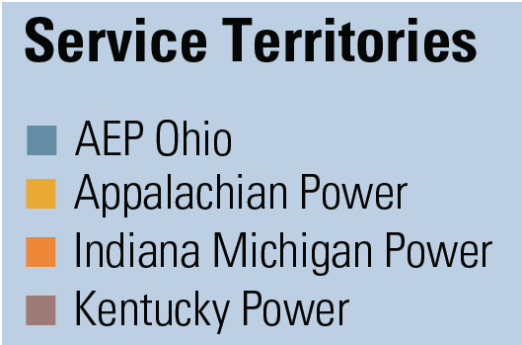 Service Territories
AEP Ohio
Appalachian Power
Indiana Michigan Power
Kentucky Power